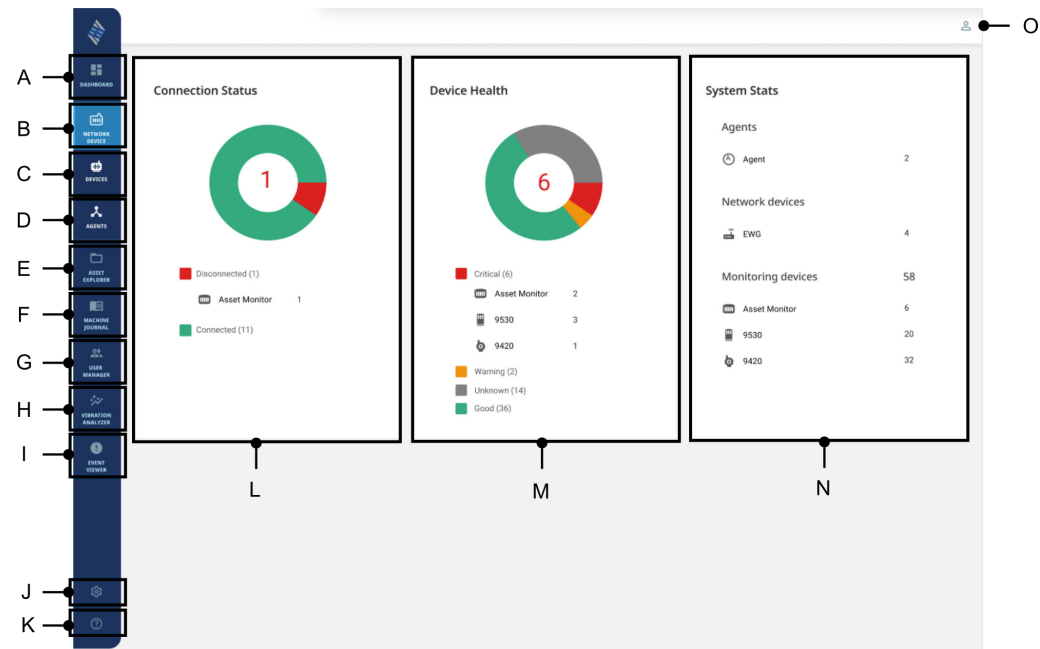 A
DASHBOARD
B
NETWORK
DEVICE
C
DEVICES
D
AGENTS
E
ASSET
EXPLORER
F
MACHINE
JOURNAL
G
USER
MANAGER
H
VIBRATION
ANALYZER
I
EVENT
VIEWER
J
K
Connection Status
1
Disconnected (1)
Asset Monitor 1
Connected (11)
L
Device Health
6
Critical (6)
Asset Monitor 2
9530 3
9420 1
Warning (2)
Unknown (14)
Good (36)
M
System Stats
Agents
Agent 2
Network devices
EWG 4
Monitoring devices 58
Asset Monitor 6
9530 20
9420 32
N
O